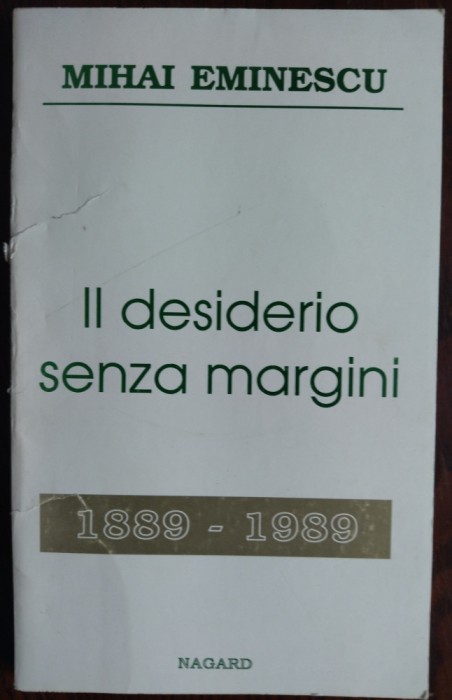 MIHAI EMINESCU
Il desiderio
senza margini
1889 - 1989
NAGARD